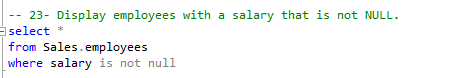 -- 23- Display employees with a salary that is not NULL.
select *
from Sales.employees
where salary is not null